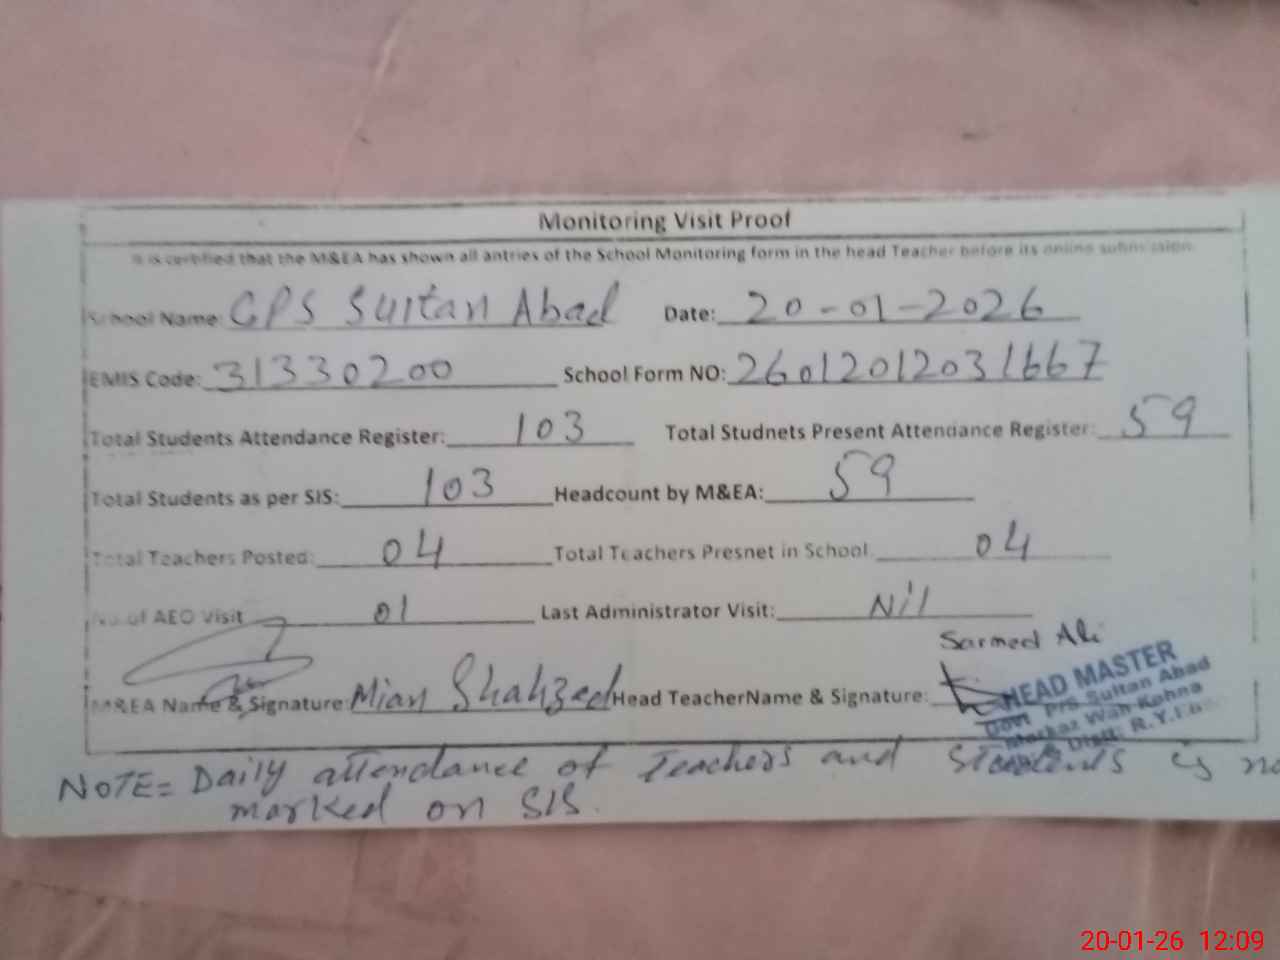 Monitoring Visit Proof
It is certified that the M&EA has shown all antries of the School Monitoring form in the head Teacher before its online submission.
School Name: GPS Sultan Abad Date: 20-01-2026
EMIS Code: 31330200 School Form NO: 26012012031667
Total Students Attendance Register: 103 Total Studnets Present Attendance Register: 59
Total Students as per SIS: 103 Headcount by M&EA: 59
Total Teachers Posted: 04 Total Teachers Presnet in School. 04
No of AEO Visit 01 Last Administrator Visit: Nil
Sarmed Ali
M&EA Name & Signature: Mian Shahzad Head TeacherName & Signature:
HEAD MASTER
Govt P/S Sultan Abad
Markaz Wah Kohna
Distt: R.Y.
NOTE= Daily attendance of Teachers and Students is
marked on SIS.
20-01-26 12:09